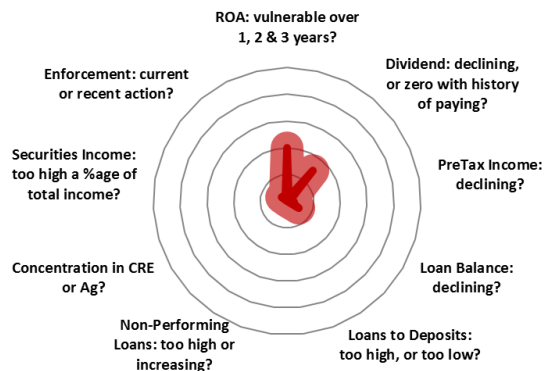 ROA: vulnerable over
1, 2 & 3 years?
Dividend: declining,
or zero with history
of paying?
PreTax Income:
declining?
Loan Balance:
declining?
Loans to Deposits:
too high, or too low?
Non-Performing
Loans: too high or
increasing?
Concentration in CRE
or Ag?
Securities Income:
too high a %age of
total income?
Enforcement: current
or recent action?